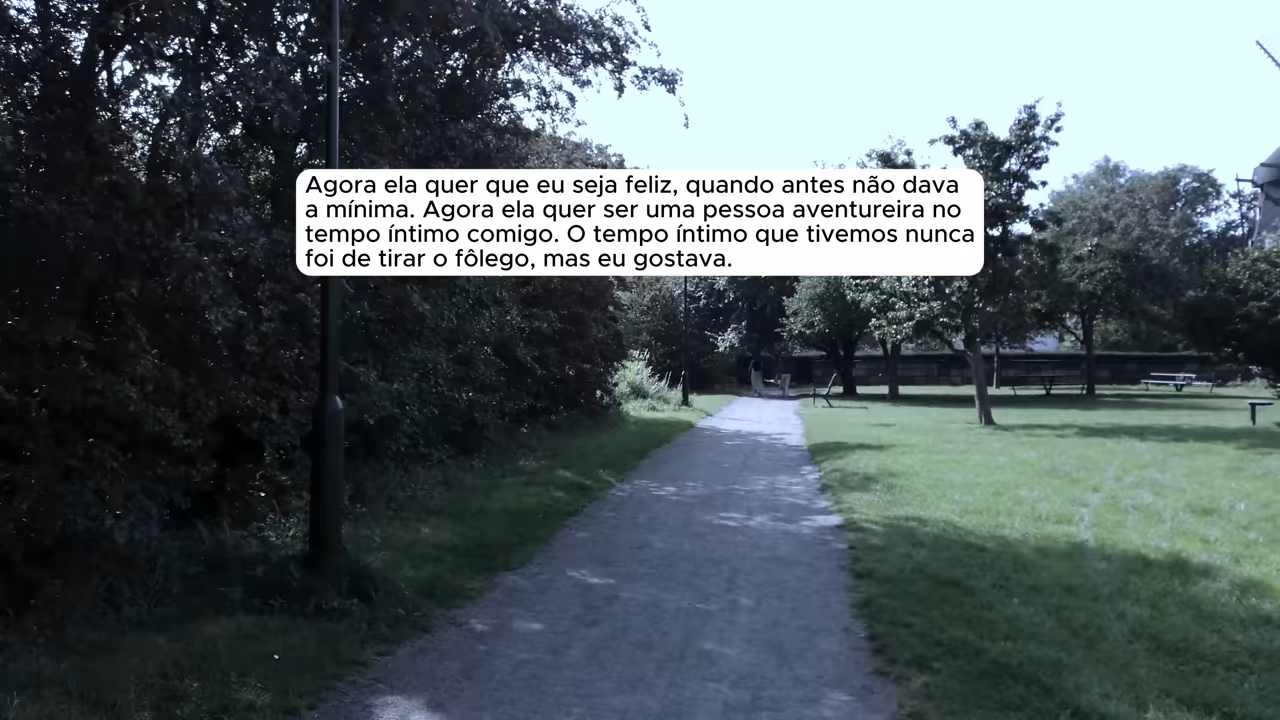 Agora ela quer que eu seja feliz, quando antes não dava
a mínima. Agora ela quer ser uma pessoa aventureira no
tempo íntimo comigo. O tempo íntimo que tivemos nunca
foi de tirar o fôlego, mas eu gostava.